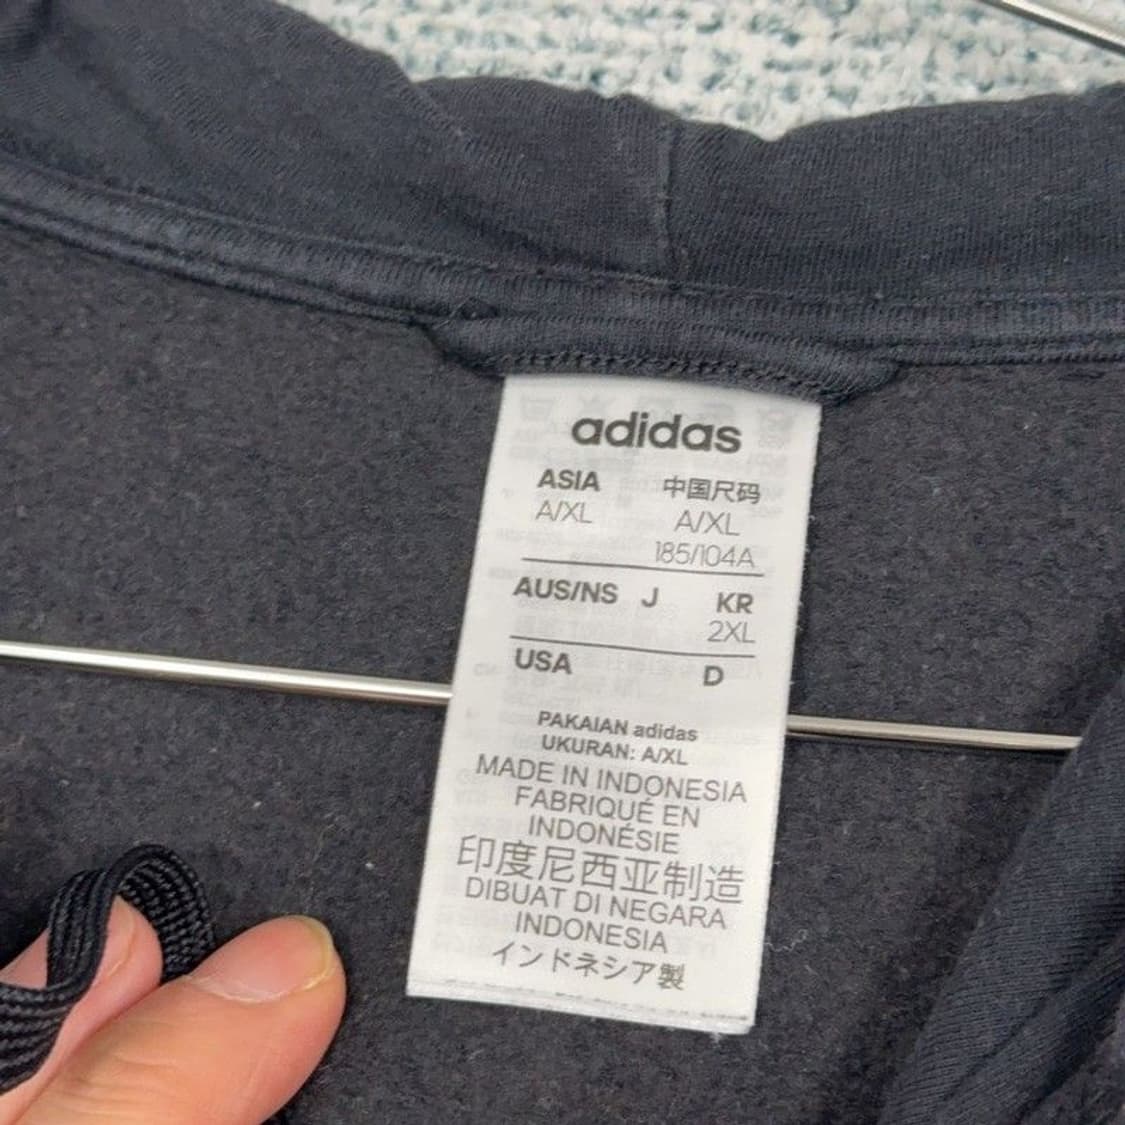 adidas
ASIA 中国尺码
A/XL A/XL
185/104A
AUS/NS J KR
2XL
USA D
PAKAIAN adidas
UKURAN: A/XL
MADE IN INDONESIA
FABRIQUÉ EN
INDONÉSIE
印度尼西亚制造
DIBUAT DI NEGARA
INDONESIA
インドネシア製